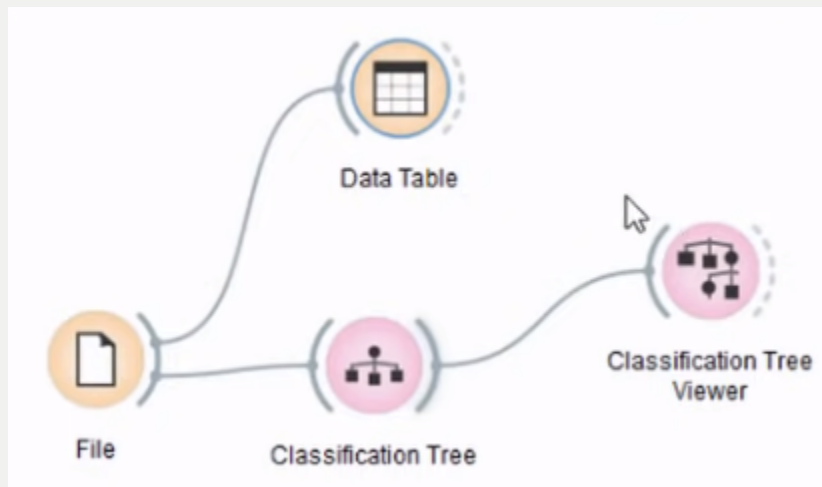 Data Table
Classification Tree
Viewer
File
Classification Tree